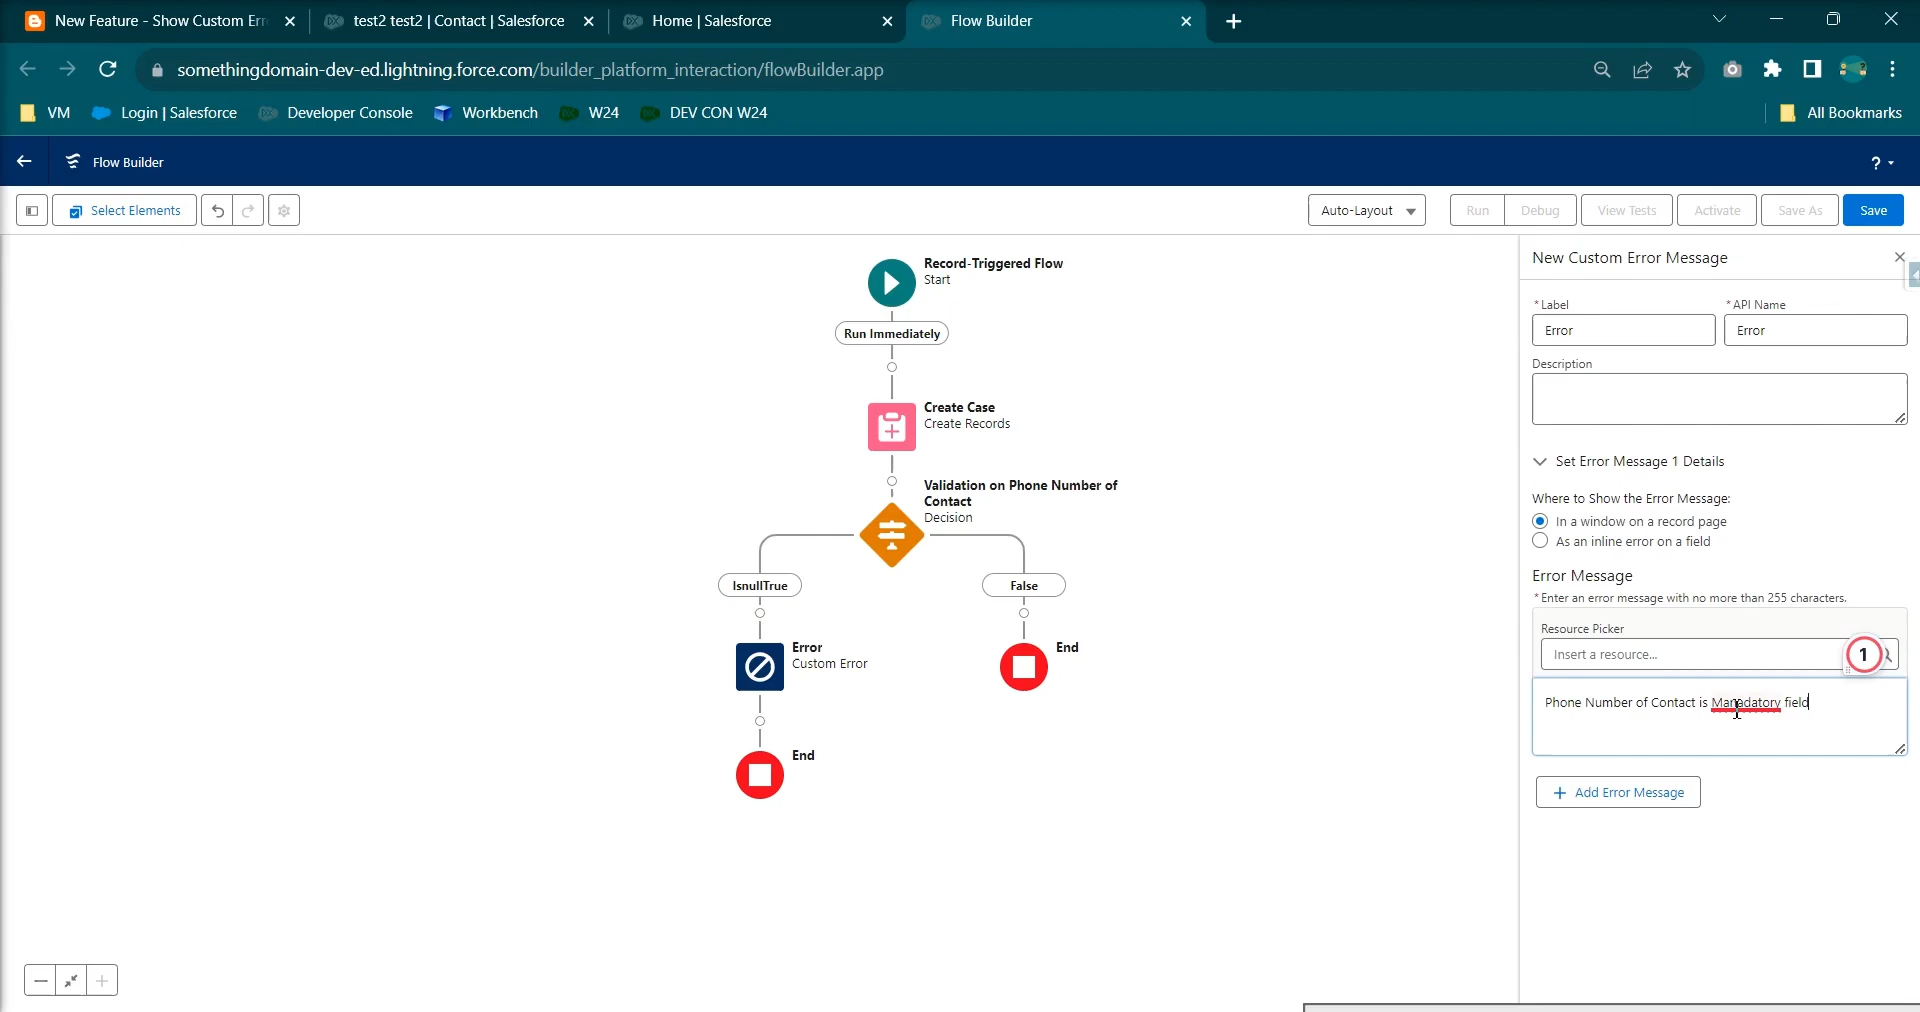 New Feature - Show Custom Err
test2 test2 | Contact | Salesforce
Home | Salesforce
Flow Builder
somethingdomain-dev-ed.lightning.force.com/builder_platform_interaction/flowBuilder.app
VM
Login | Salesforce
Developer Console
Workbench
W24
DEV CON W24
All Bookmarks
Flow Builder
?
Select Elements
Auto-Layout
Run
Debug
View Tests
Activate
Save As
Save
Record-Triggered Flow
Start
Run Immediately
Create Case
Create Records
Validation on Phone Number of
Contact
Decision
IsnullTrue
False
Error
Custom Error
End
End
New Custom Error Message
* Label
* API Name
Error
Error
Description
Set Error Message 1 Details
Where to Show the Error Message:
In a window on a record page
As an inline error on a field
Error Message
* Enter an error message with no more than 255 characters.
Resource Picker
Insert a resource...
1
Phone Number of Contact is Manadatory field
+ Add Error Message